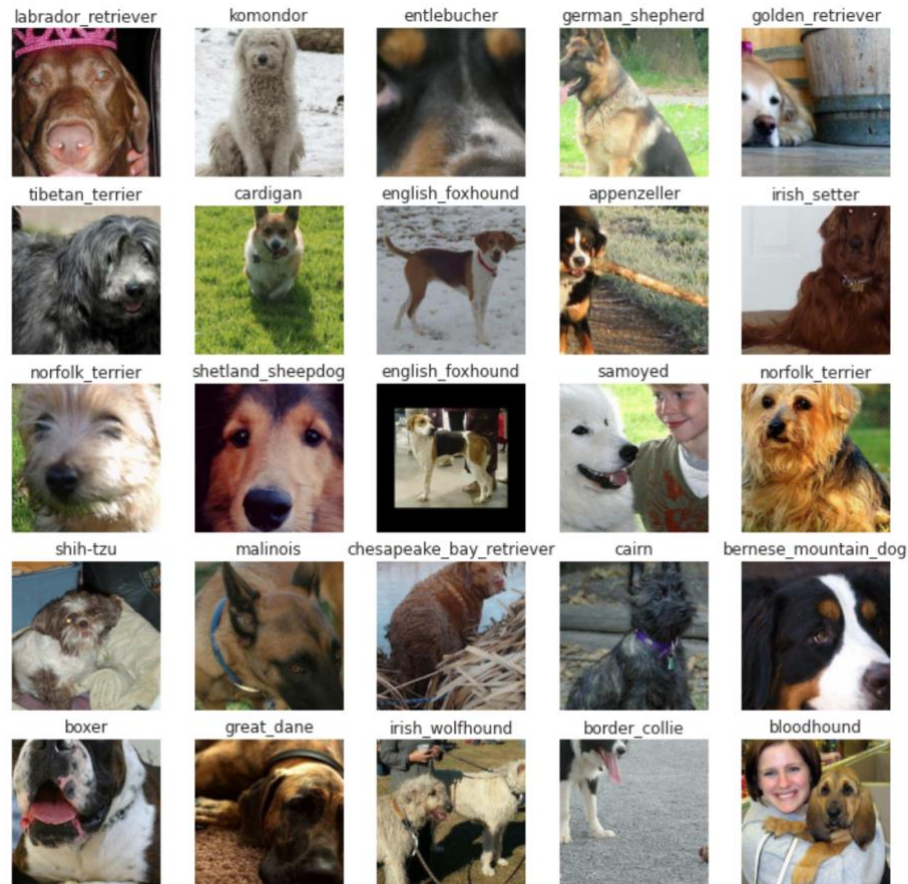 labrador_retriever komondor entlebucher german_shepherd golden_retriever
tibetan_terrier cardigan english_foxhound appenzeller irish_setter
norfolk_terrier shetland_sheepdog english_foxhound samoyed norfolk_terrier
shih-tzu malinois chesapeake_bay_retriever cairn bernese_mountain_dog
boxer great_dane irish_wolfhound border_collie bloodhound